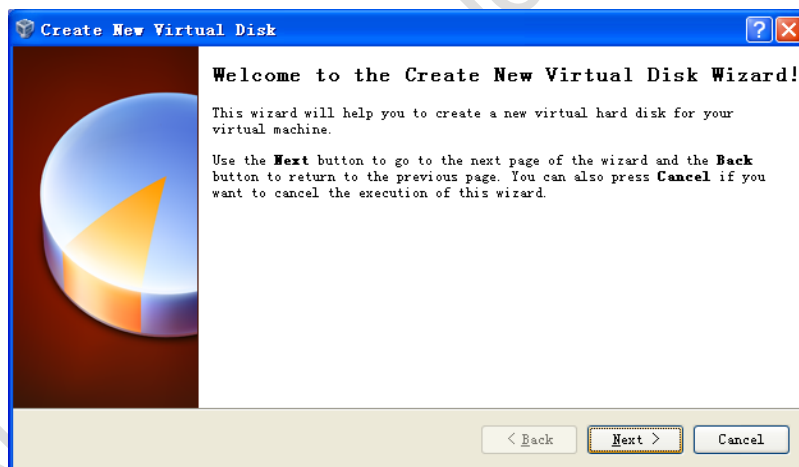 Create New Virtual Disk
Welcome to the Create New Virtual Disk Wizard!
This wizard will help you to create a new virtual hard disk for your
virtual machine.
Use the Next button to go to the next page of the wizard and the Back
button to return to the previous page. You can also press Cancel if you
want to cancel the execution of this wizard.
< Back Next > Cancel